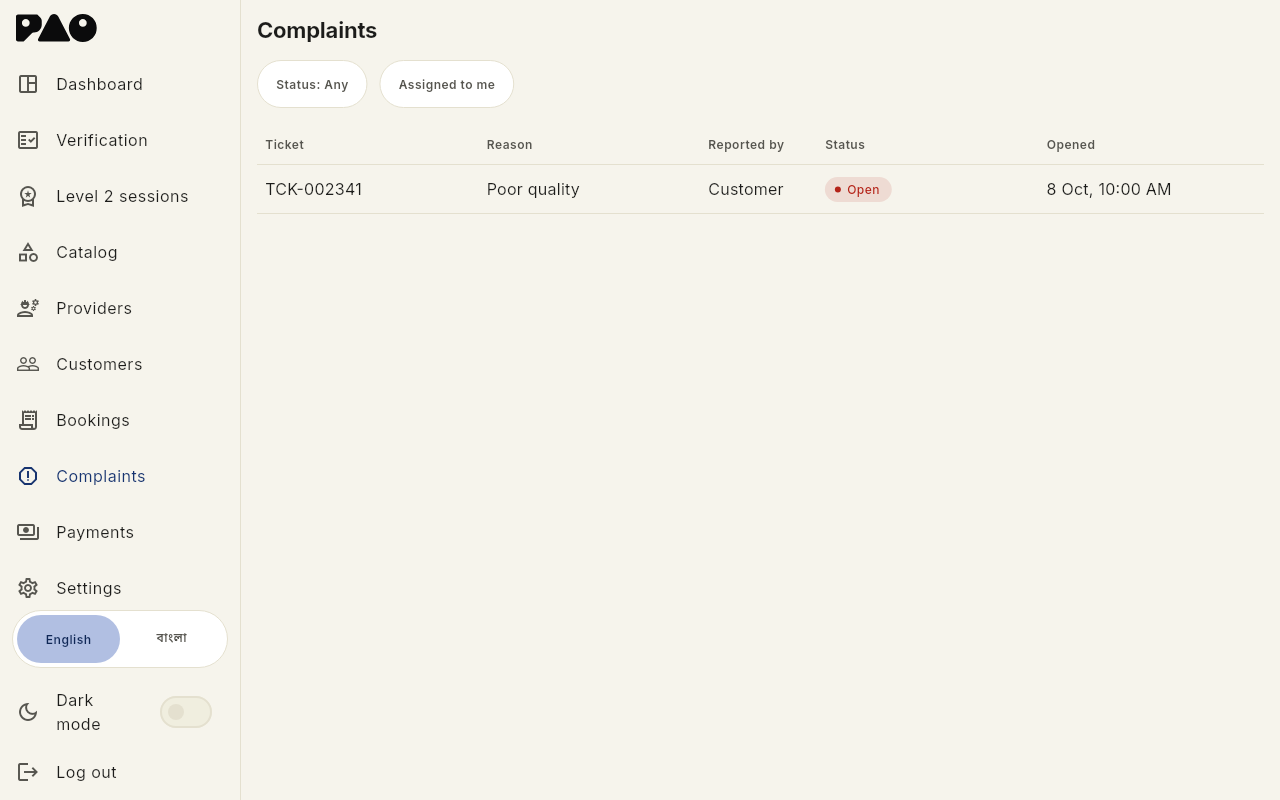 PAO
Dashboard
Verification
Level 2 sessions
Catalog
Providers
Customers
Bookings
Complaints
Payments
Settings
English
বাংলা
Dark
mode
Log out
Complaints
Status: Any
Assigned to me
Ticket Reason Reported by Status Opened
TCK-002341 Poor quality Customer Open 8 Oct, 10:00 AM